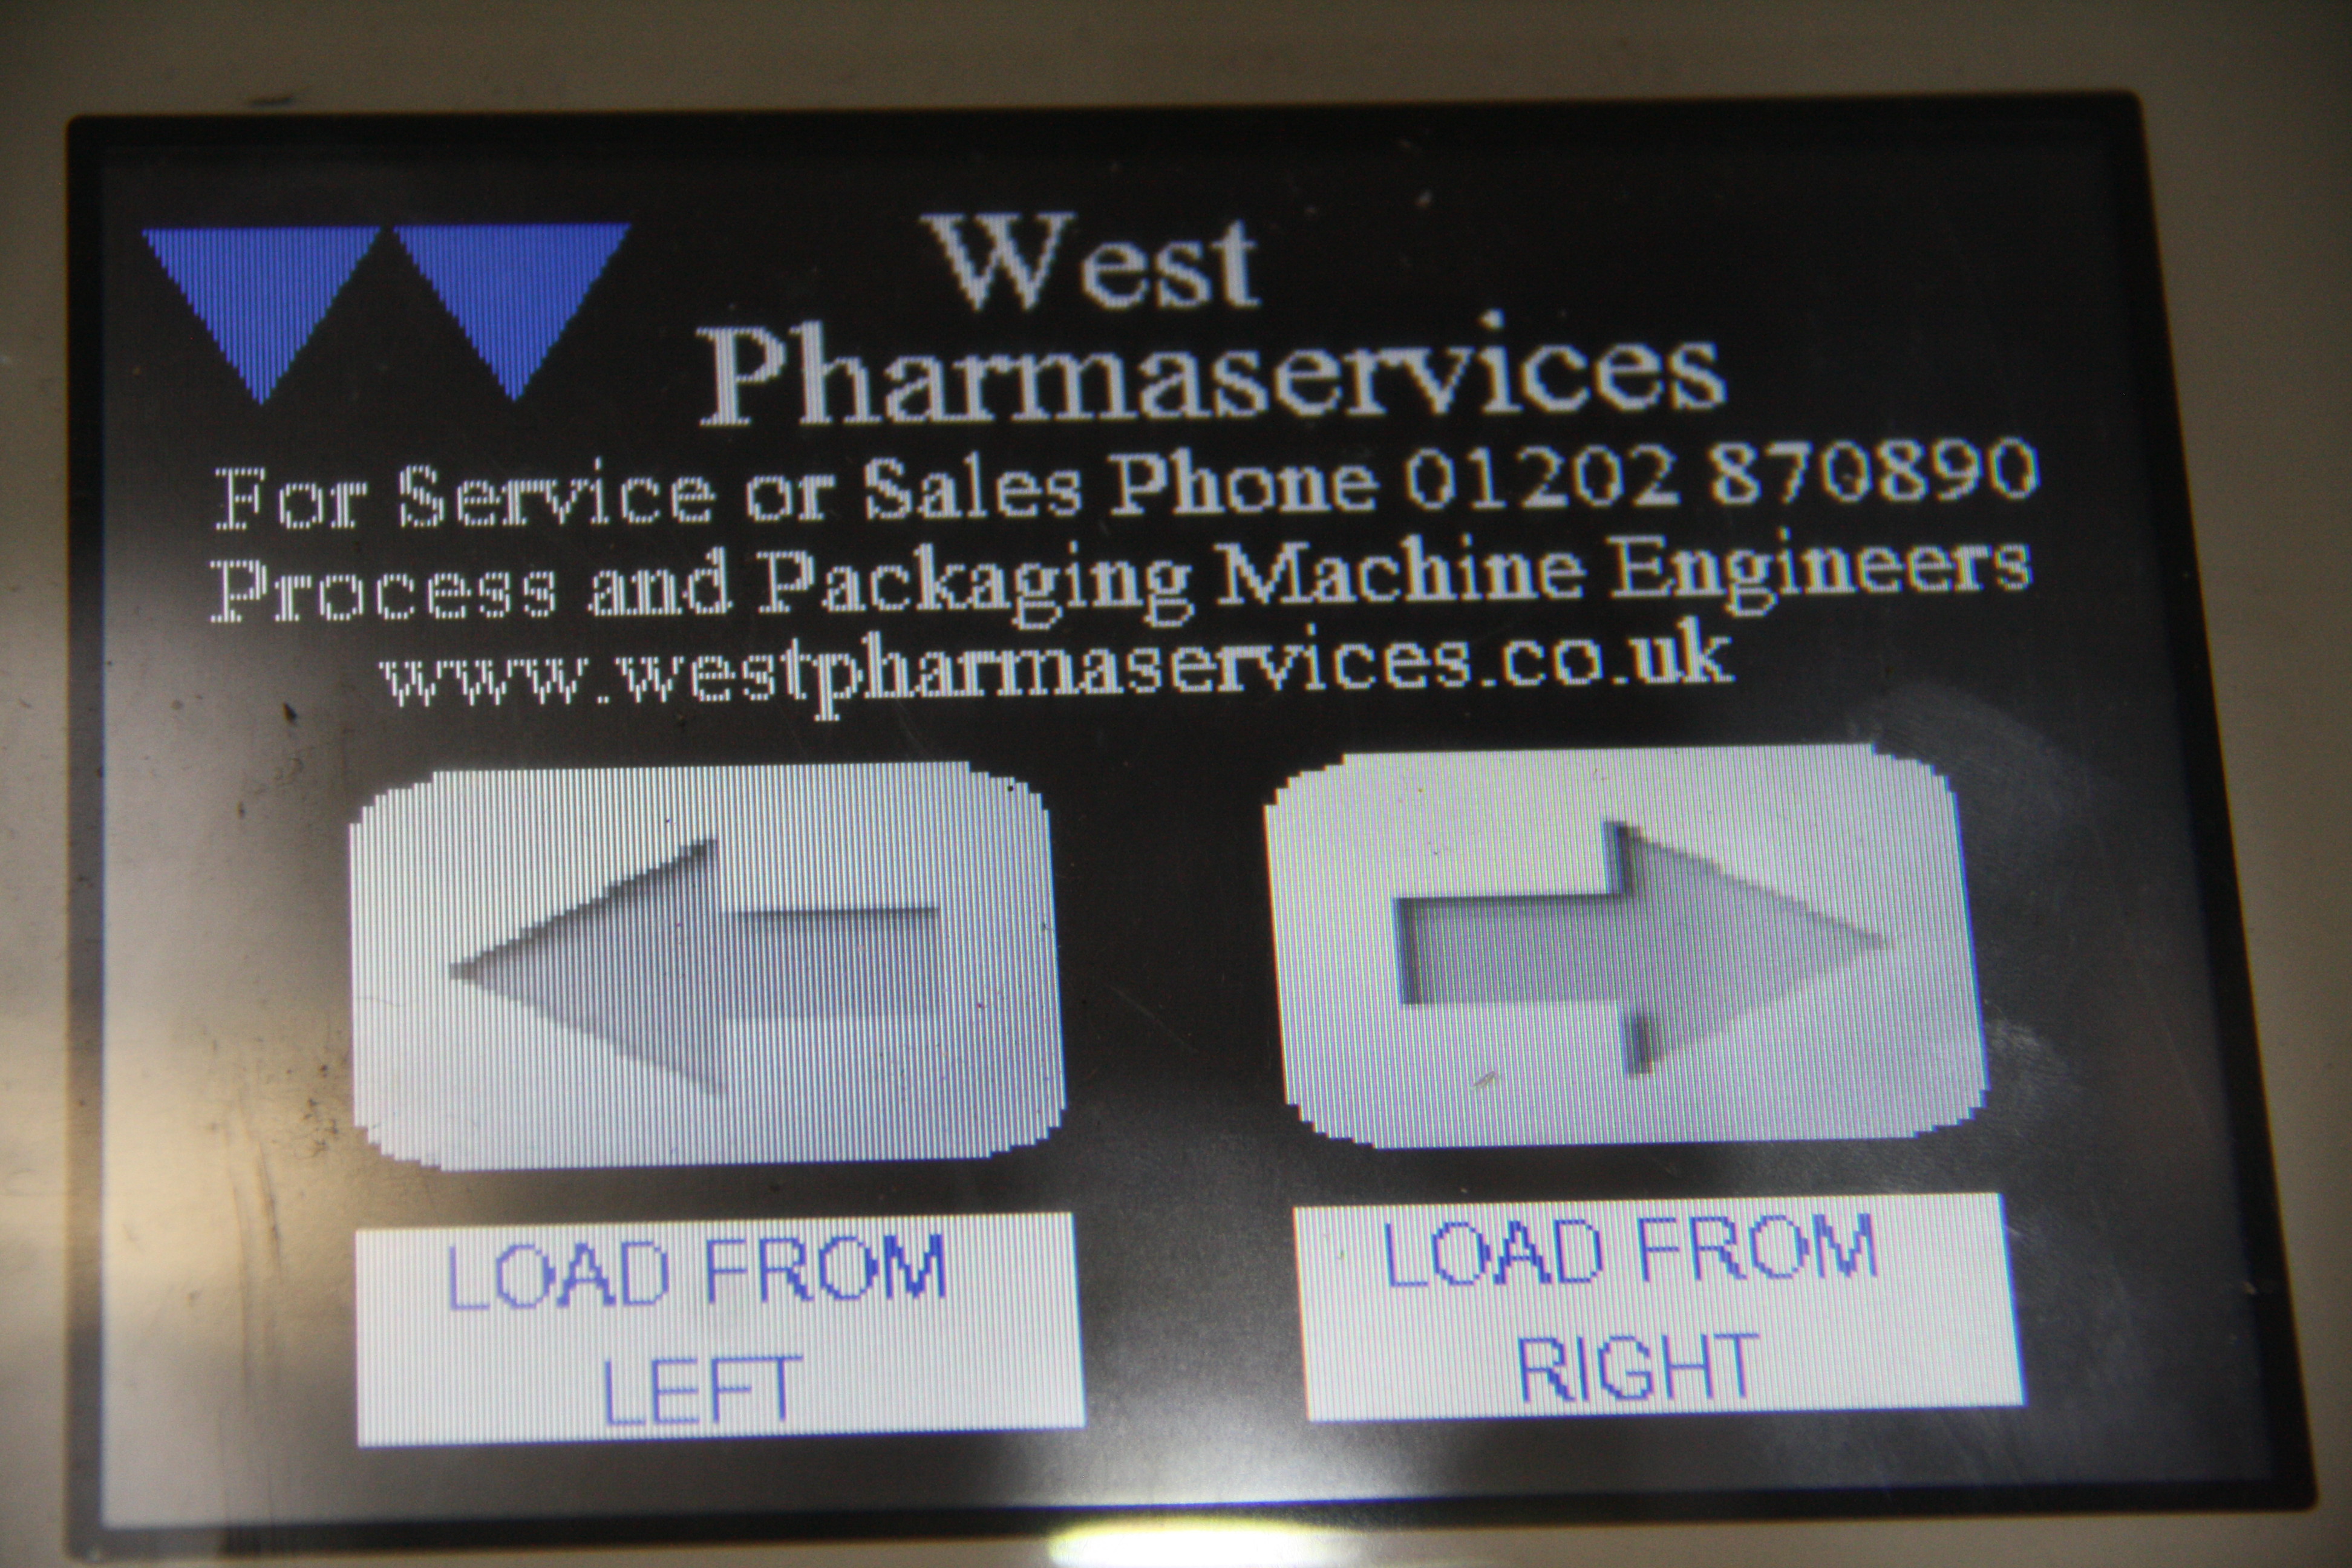 West
Pharmaservices
For Service or Sales Phone 01202 870890
Process and Packaging Machine Engineers
www.westpharmaservices.co.uk
LOAD FROM
LEFT
LOAD FROM
RIGHT